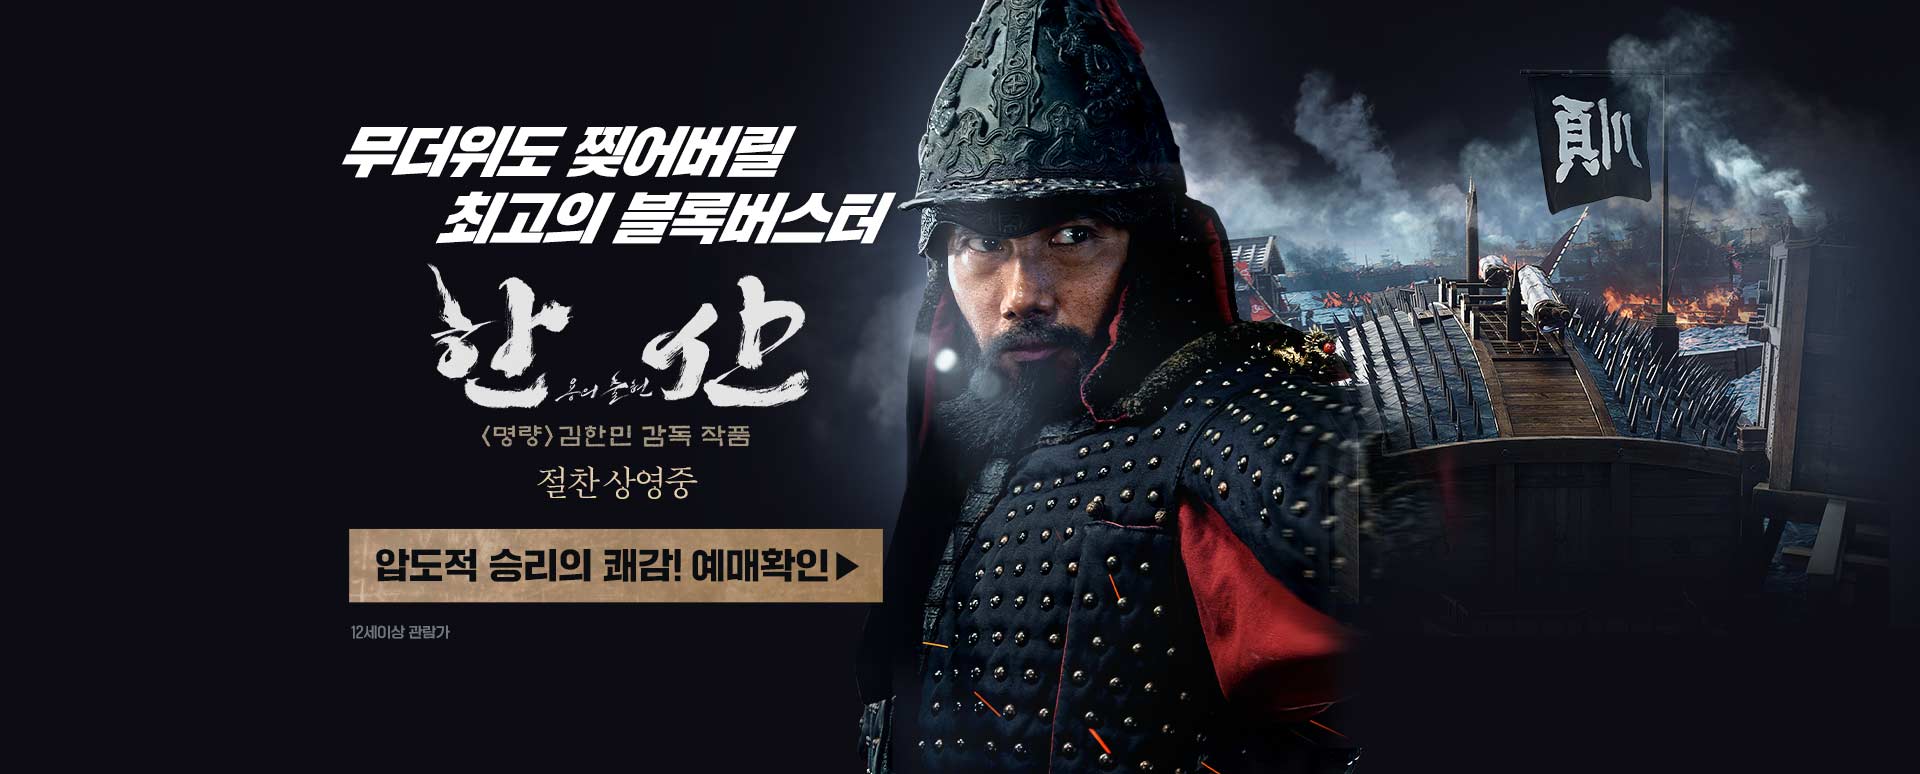 무더위도 찢어버릴
최고의 블록버스터
한산
용의 출현
<명량> 김한민 감독 작품
절찬 상영중
압도적 승리의 쾌감! 예매확인▶
12세이상 관람가